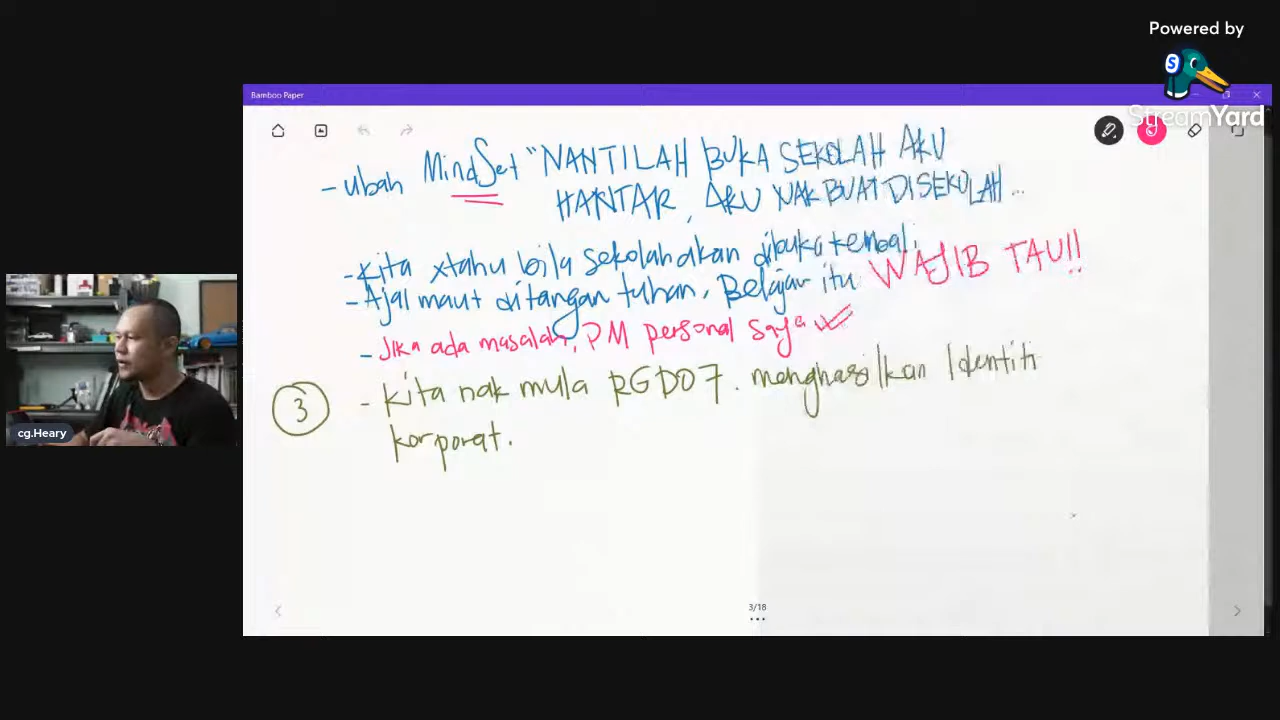 Powered by
StreamYard
Bamboo Paper
- ubah MindSet "NANTILAH BUKA SEKOLAH AKU
HANTAR, AKU NAK BUAT DISEKOLAH...
- Kita xtahu bila sekolah akan dibuka kembali.
- Ajal maut ditangan tuhan, Belajar itu WAJIB TAU!!
- Jika ada masalah, PM personal saya
3 - Kita nak mula RGD07. menghasilkan Identiti
korporat.
cg.Heary
3/18